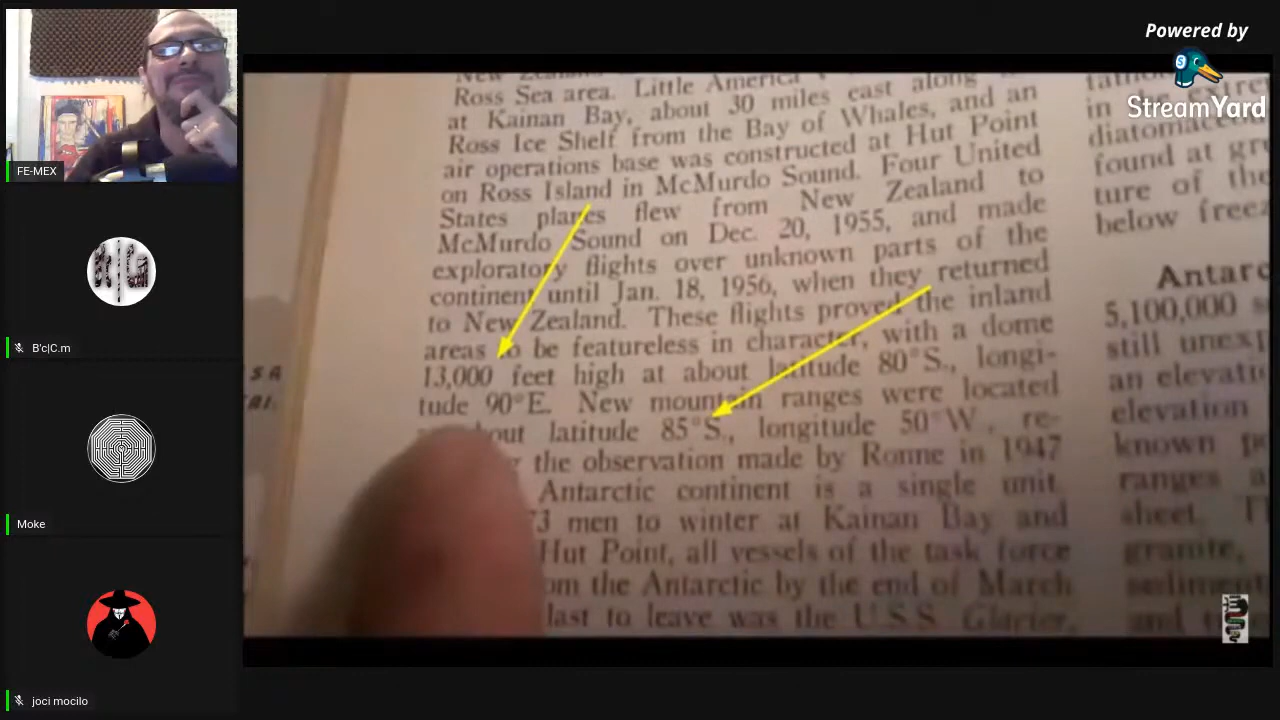 Powered by
StreamYard
FE-MEX
B'c|C.m
Moke
joci mocilo
Ross Sea area. Little America
at Kainan Bay, about 30 miles east along
Ross Ice Shelf from the Bay of Whales, and an
air operations base was constructed at Hut Point
on Ross Island in McMurdo Sound. Four United
States planes flew from New Zealand to
McMurdo Sound on Dec. 20, 1955, and made
exploratory flights over unknown parts of the
continent until Jan. 18, 1956, when they returned
to New Zealand. These flights proved the inland
areas to be featureless in character, with a dome
13,000 feet high at about latitude 80°S., longi-
tude 90°E. New mountain ranges were located
latitude 85°S., longitude 50°W., re-
the observation made by Ronne in 1947
Antarctic continent is a single unit.
73 men to winter at Kainan Bay and
Hut Point, all vessels of the task force
the Antarctic by the end of March
last to leave was the U.S.S. Glacier,
in
found at
ture of the
below
5,100,000
still
an
elevation
known
ranges
sheet.
granite,
and